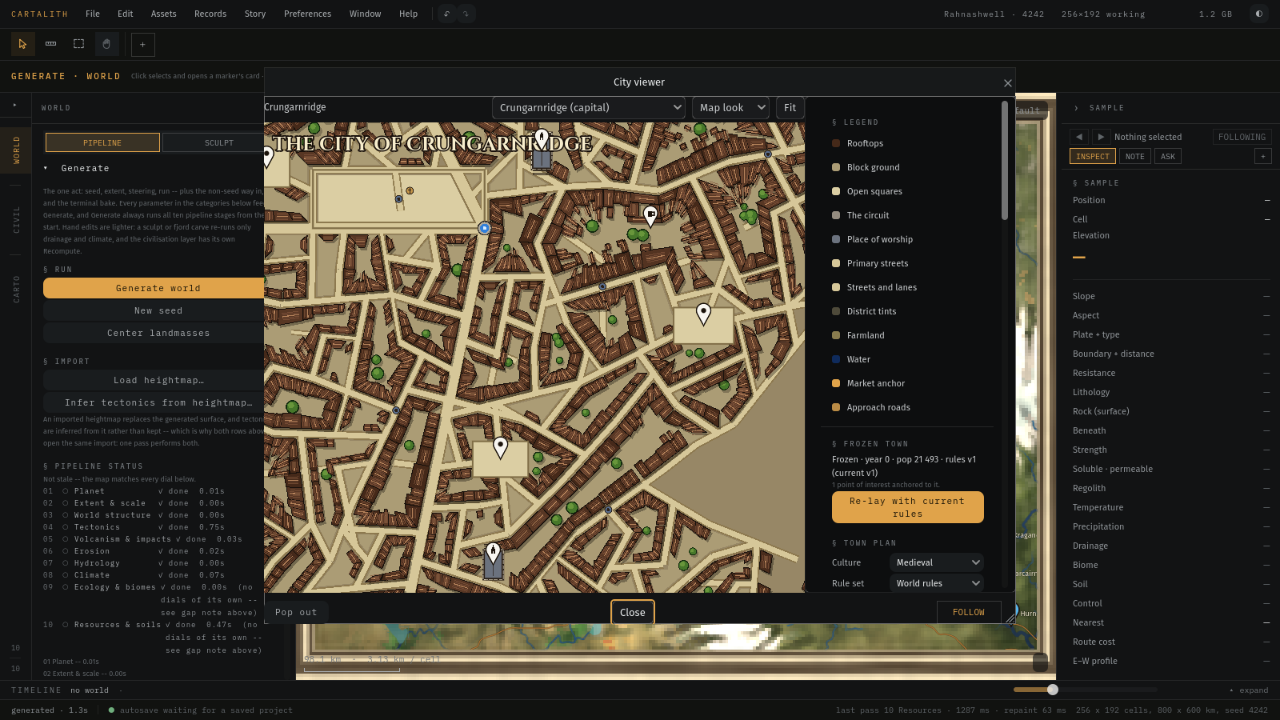 CARTALITH File Edit Assets Records Story Preferences Window Help
Rahnashwell · 4242 256×192 working 1.2 GB
GENERATE · WORLD Click selects and opens a marker's card
WORLD
CIVIL
CARTO
10
10
WORLD
PIPELINE SCULPT
Generate
The one act: seed, extent, steering, run — plus the non-seed way in,
and the terminal bake. Every parameter in the categories below fee
Generate, and Generate always runs all ten pipeline stages from the
start. Hand edits are lighter: a sculpt or fjord carve re-runs only
drainage and climate, and the civilisation layer has its own
Recompute.
§ RUN
Generate world
New seed
Center landmasses
§ IMPORT
Load heightmap…
Infer tectonics from heightmap…
An imported heightmap replaces the generated surface, and tecton
are inferred from it rather than kept — which is why both rows abov
open the same import: one pass performs both.
§ PIPELINE STATUS
Not stale — the map matches every dial below.
01 Planet √ done 0.01s
02 Extent & scale √ done 0.00s
03 World structure √ done 0.00s
04 Tectonics √ done 0.75s
05 Volcanism & impacts √ done 0.03s
06 Erosion √ done 0.02s
07 Hydrology √ done 0.00s
08 Climate √ done 0.07s
09 Ecology & biomes √ done 0.00s (no
dials of its own --
see gap note above)
10 Resources & soils √ done 0.47s (no
dials of its own --
see gap note above)
01 Planet — 0.01s
02 Extent & scale — 0.00s
City viewer
Crungarnridge Crungarnridge (capital) Map look Fit
THE CITY OF CRUNGARNRIDGE
§ LEGEND
Rooftops
Block ground
Open squares
The circuit
Place of worship
Primary streets
Streets and lanes
District tints
Farmland
Water
Market anchor
Approach roads
§ FROZEN TOWN
Frozen · year 0 · pop 21 493 · rules v1
(current v1)
1 point of interest anchored to it.
Re-lay with current
rules
§ TOWN PLAN
Culture Medieval
Rule set World rules
Pop out Close FOLLOW
SAMPLE
Nothing selected FOLLOWING
INSPECT NOTE ASK +
§ SAMPLE
Position —
Cell —
Elevation
—
Slope —
Aspect —
Plate + type —
Boundary + distance —
Resistance —
Lithology —
Rock (surface) —
Beneath —
Strength —
Soluble · permeable —
Regolith —
Temperature —
Precipitation —
Drainage —
Biome —
Soil —
Control —
Nearest —
Route cost —
E–W profile —
TIMELINE no world ·
expand
generated · 1.3s autosave waiting for a saved project
last pass 10 Resources · 1287 ms · repaint 63 ms 256 x 192 cells, 800 x 600 km, seed 4242